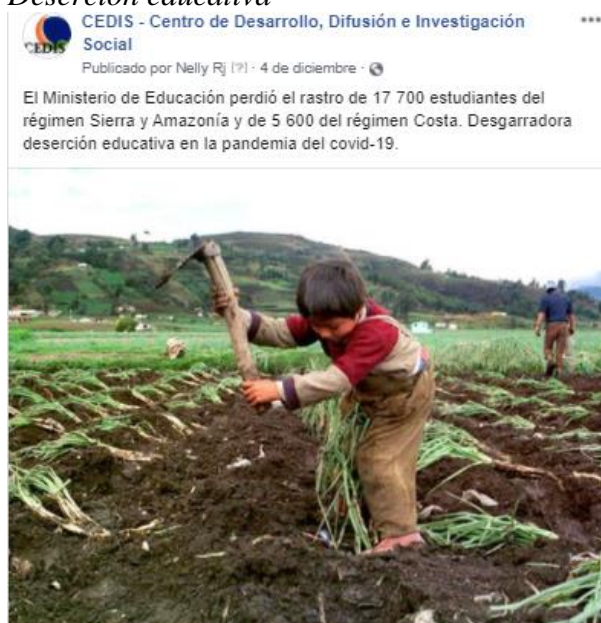 Deserción educativa
CEDIS - Centro de Desarrollo, Difusión e Investigación
Social
CEDIS
Publicado por Nelly Rj [?] · 4 de diciembre ·
El Ministerio de Educación perdió el rastro de 17 700 estudiantes del
régimen Sierra y Amazonía y de 5 600 del régimen Costa. Desgarradora
deserción educativa en la pandemia del covid-19.